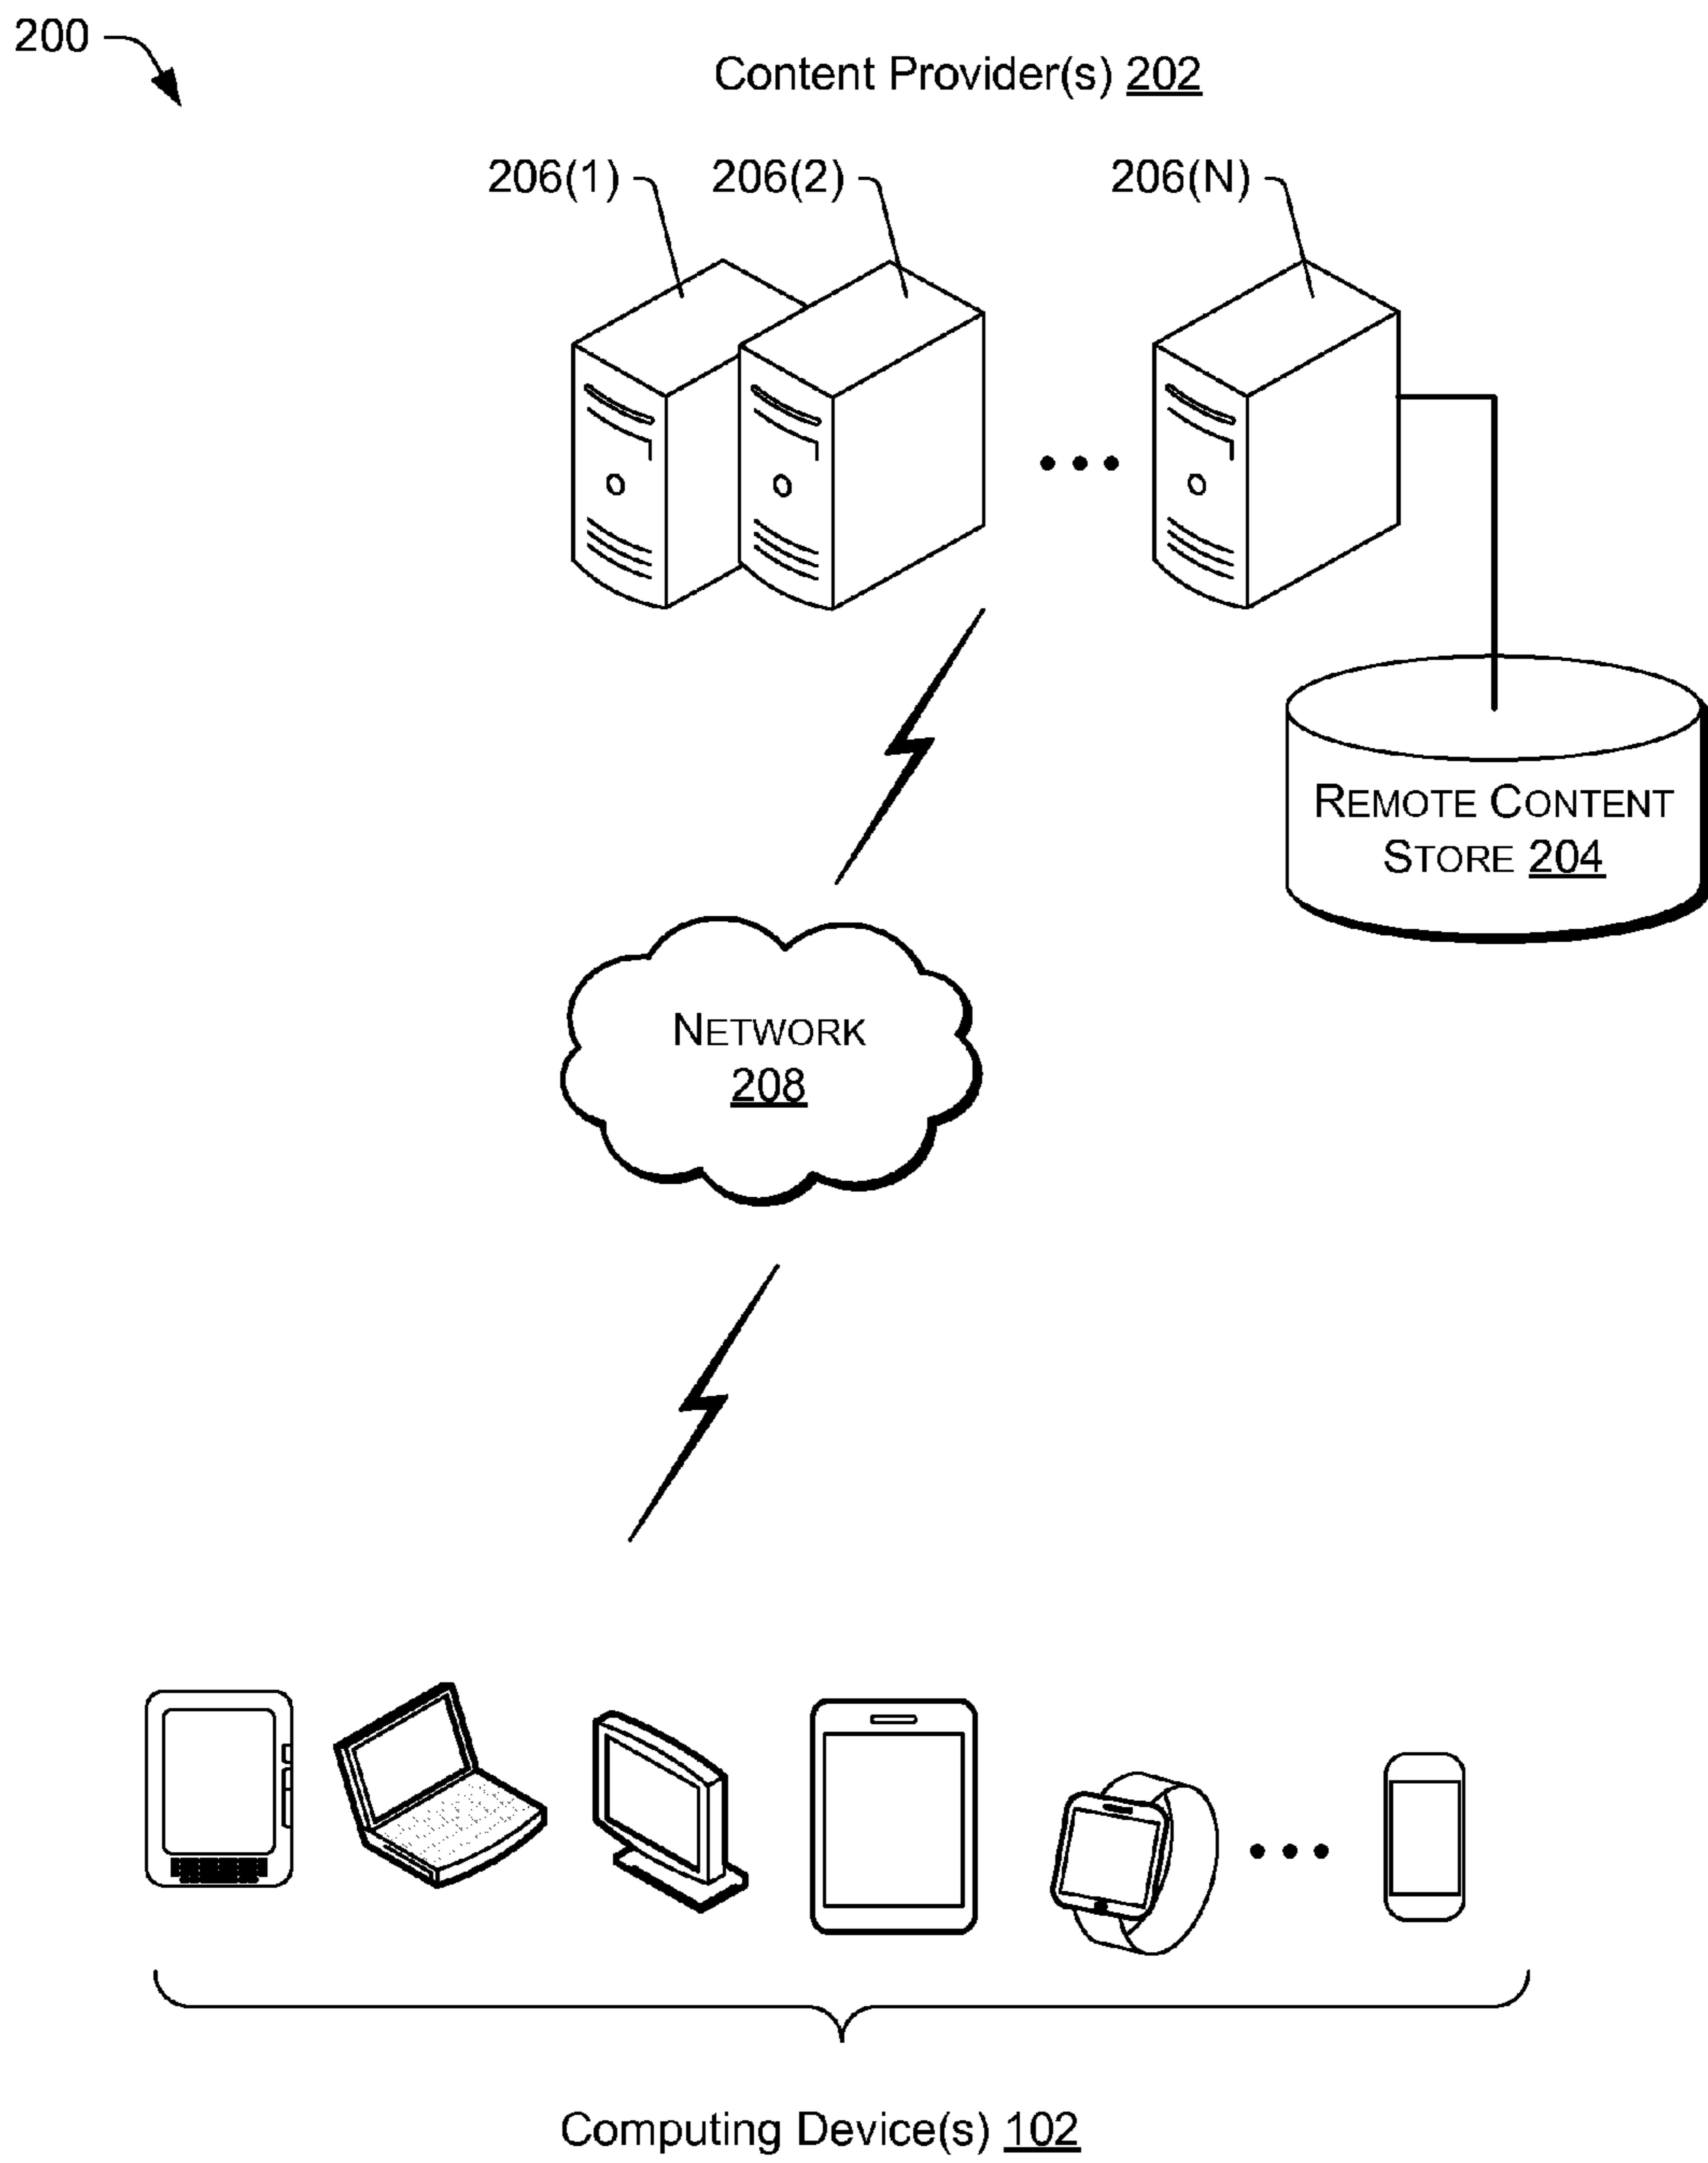 200
Content Provider(s) 202
206(1) 206(2) 206(N)
REMOTE CONTENT
STORE 204
NETWORK
208
Computing Device(s) 102